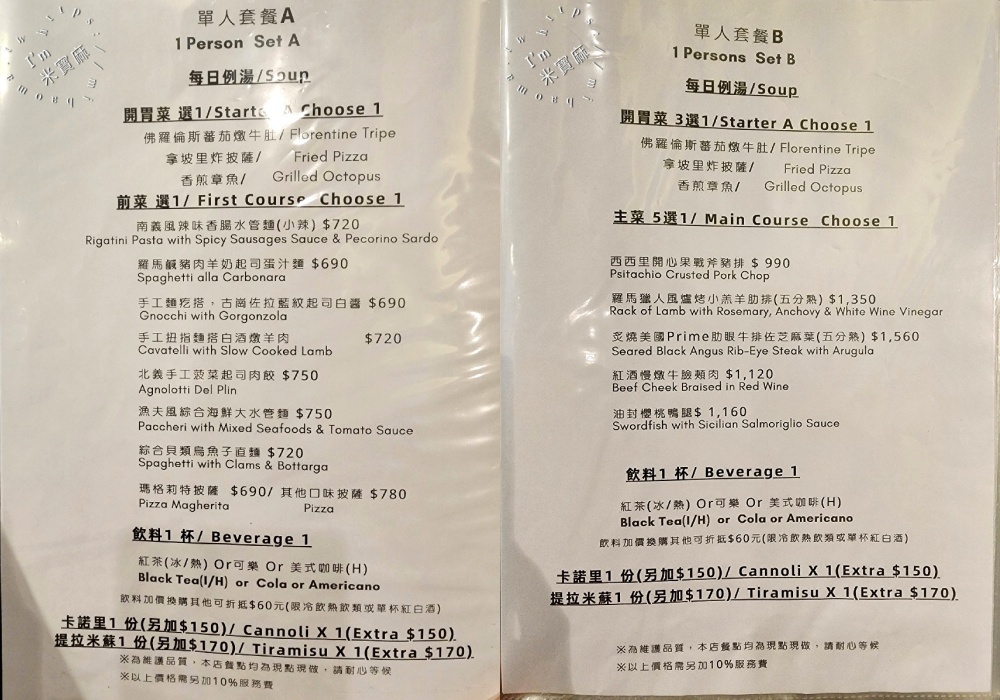 單人套餐A
1 Person Set A
每日例湯/Soup
開胃菜 選1/Starter A Choose 1
佛羅倫斯蕃茄燉牛肚/ Florentine Tripe
拿坡里炸披薩/ Fried Pizza
香煎章魚/ Grilled Octopus
前菜 選1/ First Course Choose 1
南義風辣味香腸水管麵(小辣) $720
Rigatini Pasta with Spicy Sausages Sauce & Pecorino Sardo
羅馬鹹豬肉羊奶起司蛋汁麵 $690
Spaghetti alla Carbonara
手工麵疙搭，古崗佐拉藍紋起司白醬 $690
Gnocchi with Gorgonzola
手工扭指麵搭白酒燉羊肉 $720
Cavatelli with Slow Cooked Lamb
北義手工菠菜起司肉餃 $750
Agnolotti Del Plin
漁夫風綜合海鮮大水管麵 $750
Paccheri with Mixed Seafoods & Tomato Sauce
綜合貝類烏魚子直麵 $720
Spaghetti with Clams & Bottarga
瑪格莉特披薩 $690/ 其他口味披薩 $780
Pizza Magherita Pizza
飲料1 杯/ Beverage 1
紅茶(冰/熱) Or可樂 Or 美式咖啡(H)
Black Tea(I/H) or Cola or Americano
飲料加價換購其他可折抵$60元(限冷飲熱飲類或單杯紅白酒)
卡諾里1 份(另加$150)/ Cannoli X 1(Extra $150)
提拉米蘇1 份(另加$170)/ Tiramisu X 1(Extra $170)
※為維護品質，本店餐點均為現點現做，請耐心等候
※以上價格需另加10%服務費
單人套餐B
1 Persons Set B
每日例湯/Soup
開胃菜 3選1/Starter A Choose 1
佛羅倫斯蕃茄燉牛肚/ Florentine Tripe
拿坡里炸披薩/ Fried Pizza
香煎章魚/ Grilled Octopus
主菜 5選1/ Main Course Choose 1
西西里開心果戰斧豬排 $ 990
Psitachio Crusted Pork Chop
羅馬獵人風爐烤小羔羊肋排(五分熟) $1,350
Rack of Lamb with Rosemary, Anchovy & White Wine Vinegar
炙燒美國Prime肋眼牛排佐芝麻葉(五分熟) $1,560
Seared Black Angus Rib-Eye Steak with Arugula
紅酒慢燉牛臉頰肉 $1,120
Beef Cheek Braised in Red Wine
油封櫻桃鴨腿$ 1,160
Swordfish with Sicilian Salmoriglio Sauce
飲料1 杯/ Beverage 1
紅茶(冰/熱) Or可樂 Or 美式咖啡(H)
Black Tea(I/H) or Cola or Americano
飲料加價換購其他可折抵$60元(限冷飲熱飲類或單杯紅白酒)
卡諾里1 份(另加$150)/ Cannoli X 1(Extra $150)
提拉米蘇1 份(另加$170)/ Tiramisu X 1(Extra $170)
※為維護品質，本店餐點均為現點現做，請耐心等候
※以上價格需另加10%服務費
I'm
米寶麻
I'm
米寶麻